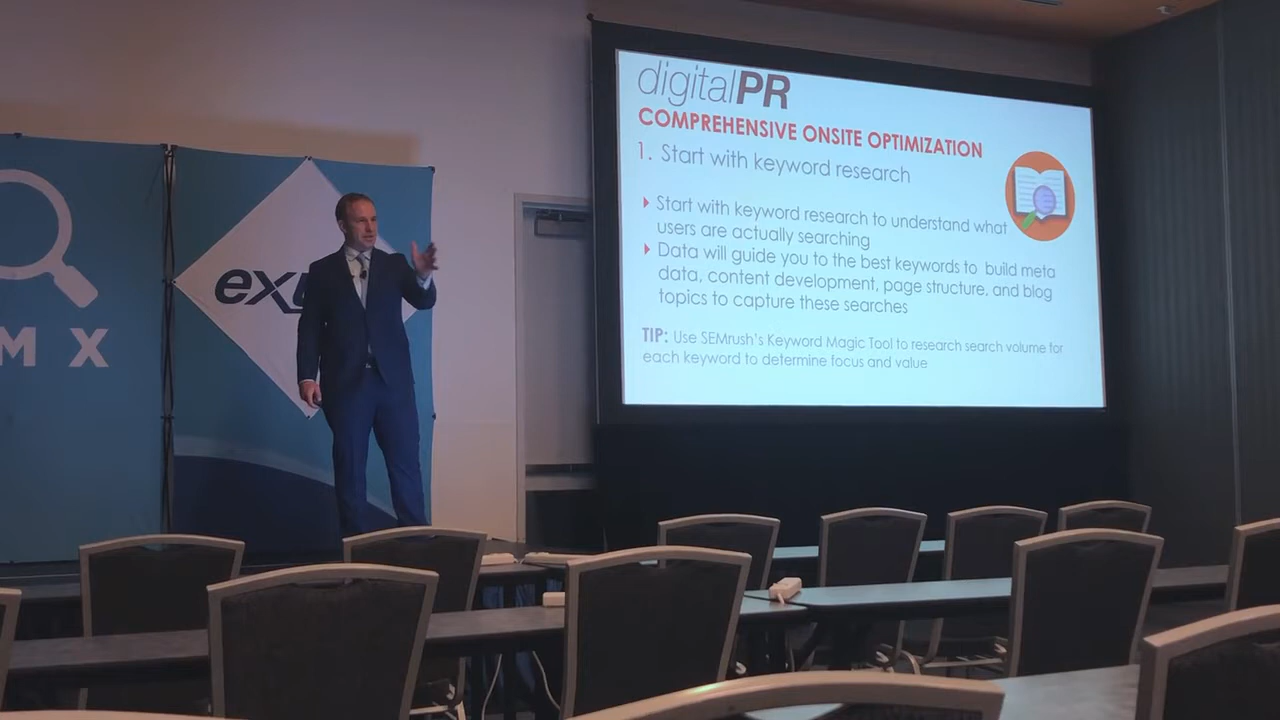 digitalPR
COMPREHENSIVE ONSITE OPTIMIZATION
1. Start with keyword research
Start with keyword research to understand what
users are actually searching
Data will guide you to the best keywords to build meta
data, content development, page structure, and blog
topics to capture these searches
TIP: Use SEMrush's Keyword Magic Tool to research search volume for
each keyword to determine focus and value
M X